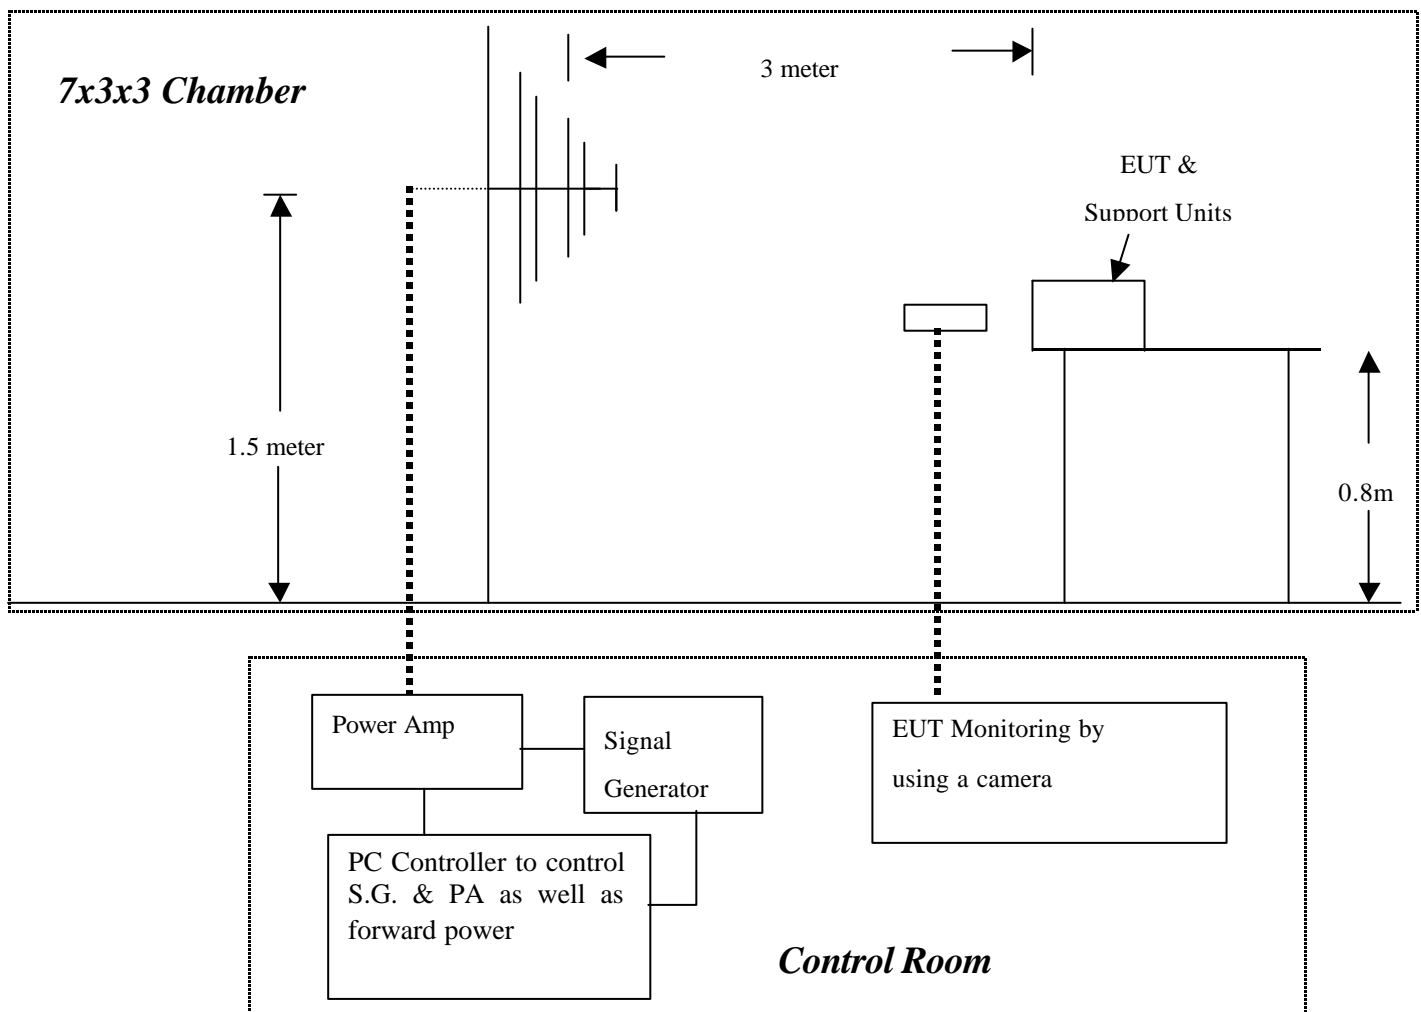 7x3x3 Chamber
3 meter
EUT &
Support Units
1.5 meter
0.8m
Power Amp
Signal
Generator
EUT Monitoring by
using a camera
PC Controller to control
S.G. & PA as well as
forward power
Control Room